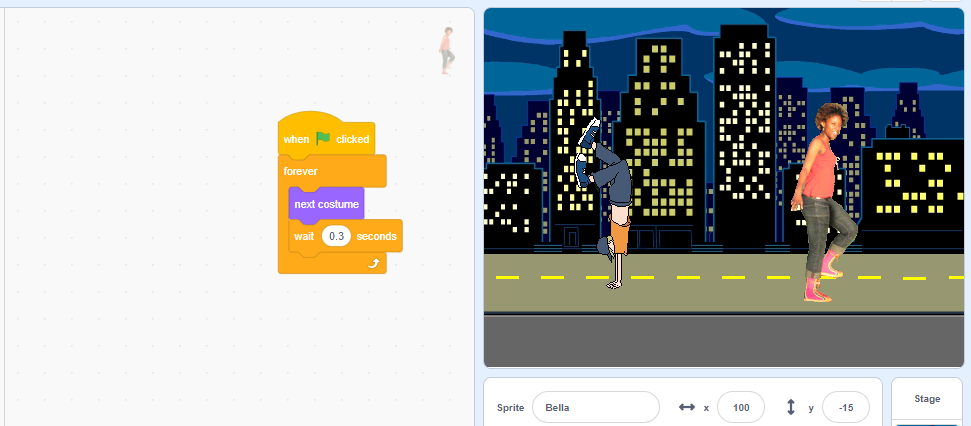 when clicked
forever
next costume
wait 0.3 seconds
Sprite Bella x 100 y -15
Stage